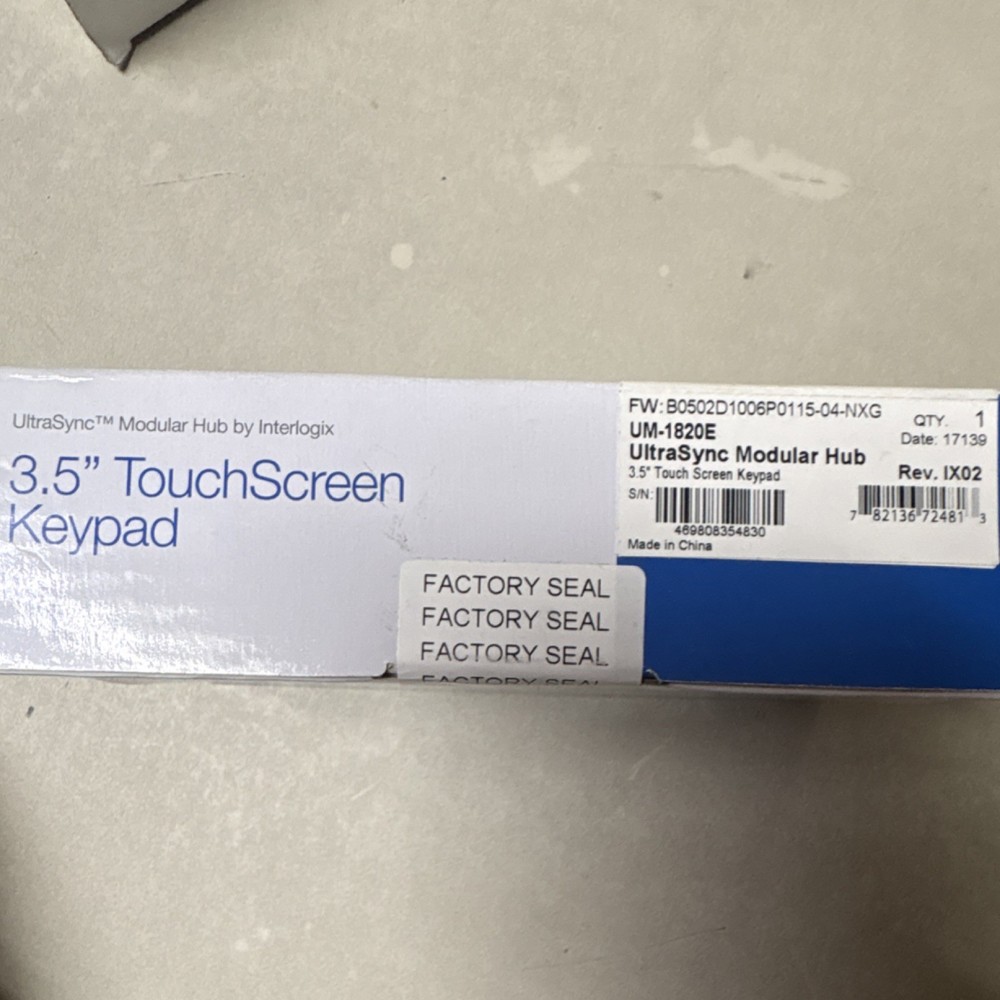 UltraSync™ Modular Hub by Interlogix
3.5” TouchScreen
Keypad
FW: B0502D1006P0115-04-NXG
QTY. 1
UM-1820E
Date: 17139
UltraSync Modular Hub
3.5" Touch Screen Keypad
Rev. IX02
S/N:
469808354830
7 82136 72481 3
Made in China
FACTORY SEAL
FACTORY SEAL
FACTORY SEAL
FACTORY SEAL